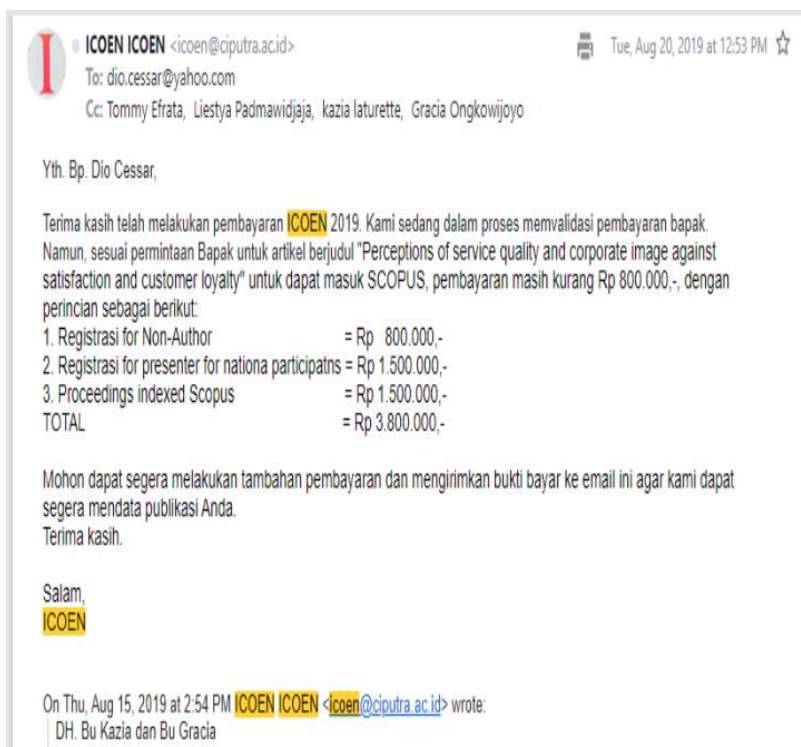 I
ICOEN ICOEN <icoen@ciputra.ac.id>
Tue, Aug 20, 2019 at 12:53 PM
To: dio.cessar@yahoo.com
Cc: Tommy Efrata, Liestya Padmawidjaja, kazia laturette, Gracia Ongkowijoyo
Yth. Bp. Dio Cessar,
Terima kasih telah melakukan pembayaran ICOEN 2019. Kami sedang dalam proses memvalidasi pembayaran bapak.
Namun, sesuai permintaan Bapak untuk artikel berjudul "Perceptions of service quality and corporate image against
satisfaction and customer loyalty" untuk dapat masuk SCOPUS, pembayaran masih kurang Rp 800.000,-, dengan
perincian sebagai berikut:
1. Registrasi for Non-Author = Rp 800.000,-
2. Registrasi for presenter for nationa participatns = Rp 1.500.000,-
3. Proceedings indexed Scopus = Rp 1.500.000,-
TOTAL = Rp 3.800.000,-
Mohon dapat segera melakukan tambahan pembayaran dan mengirimkan bukti bayar ke email ini agar kami dapat
segera mendata publikasi Anda.
Terima kasih.
Salam,
ICOEN
On Thu, Aug 15, 2019 at 2:54 PM ICOEN ICOEN <icoen@ciputra.ac.id> wrote:
DH. Bu Kazia dan Bu Gracia